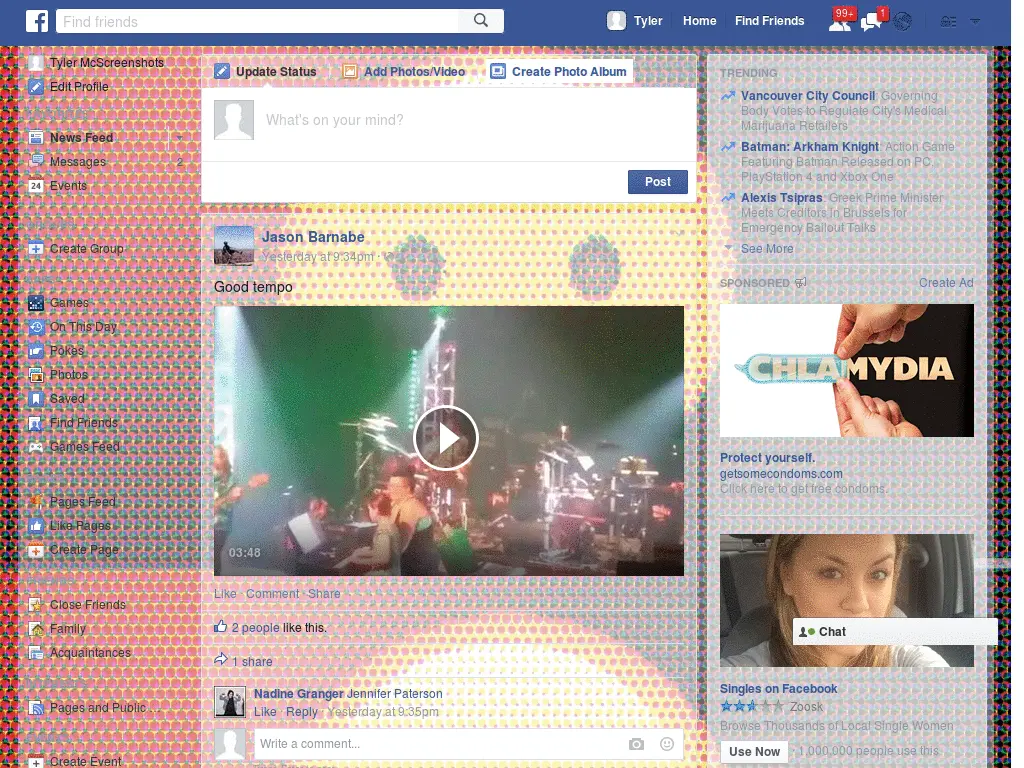 f
Find friends
Tyler
Home
Find Friends
99+
1
Tyler McScreenshots
Edit Profile
News Feed
Messages
2
24
Events
Create Group
Games
On This Day
Pokes
Photos
Saved
Find Friends
Games Feed
Pages Feed
Like Pages
Create Page
Close Friends
Family
Acquaintances
Pages and Public ...
Create Event
Update Status
Add Photos/Video
Create Photo Album
What's on your mind?
Post
Jason Barnabe
Yesterday at 9:34pm ·
Good tempo
03:48
Like · Comment · Share
2 people like this.
1 share
Nadine Granger Jennifer Paterson
Like · Reply · Yesterday at 9:35pm
Write a comment...
TRENDING
Vancouver City Council: Governing
Body Votes to Regulate City's Medical
Marijuana Retailers
Batman: Arkham Knight: Action Game
Featuring Batman Released on PC,
PlayStation 4 and Xbox One
Alexis Tsipras: Greek Prime Minister
Meets Creditors in Brussels for
Emergency Bailout Talks
See More
SPONSORED
Create Ad
CHLAMYDIA
Protect yourself.
getsomecondoms.com
Click here to get free condoms.
Chat
Singles on Facebook
Zoosk
Browse Thousands of Local Single Women
Use Now · 1,000,000 people use this